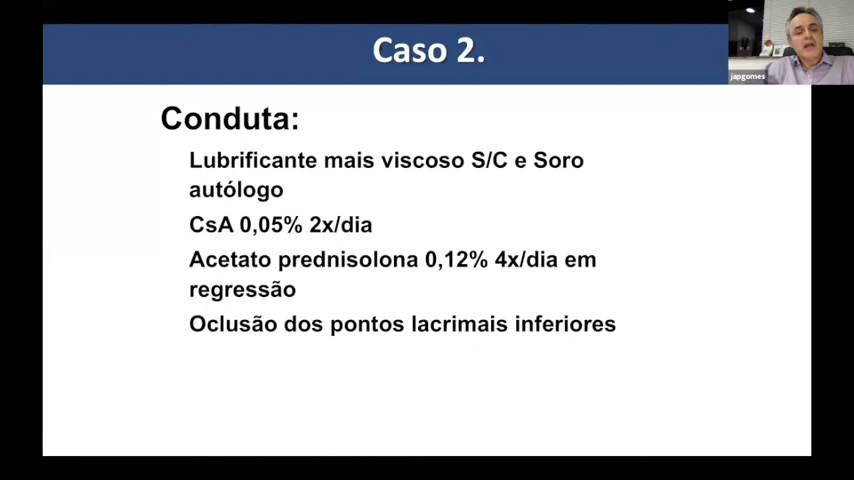 Caso 2.
japgomes
Conduta:
Lubrificante mais viscoso S/C e Soro
autólogo
CsA 0,05% 2x/dia
Acetato prednisolona 0,12% 4x/dia em
regressão
Oclusão dos pontos lacrimais inferiores